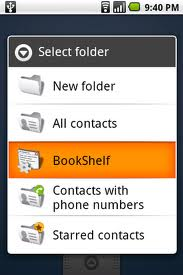 9:40 PM
Select folder
New folder
All contacts
BookShelf
Contacts with
phone numbers
Starred contacts